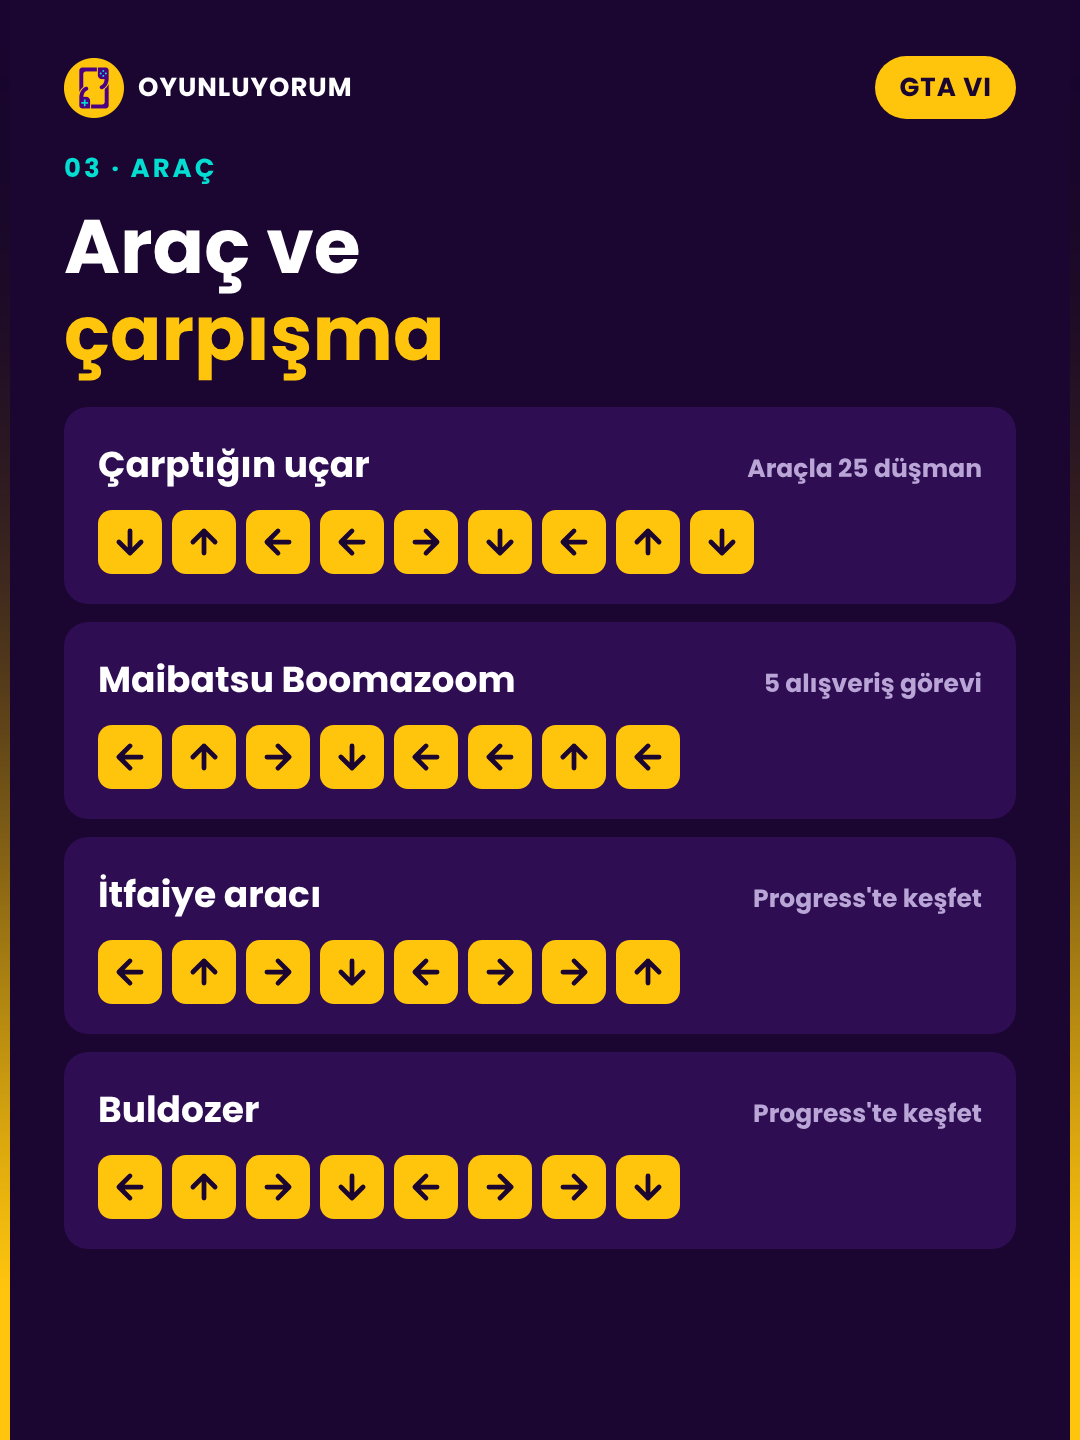 OYUNLUYORUM
GTA VI
03 · ARAÇ
Araç ve
çarpışma
Çarptığın uçar
Araçla 25 düşman
↓ ↑ ← ← → ↓ ← ↑ ↓
Maibatsu Boomazoom
5 alışveriş görevi
← ↑ → ↓ ← ← ↑ ←
İtfaiye aracı
Progress'te keşfet
← ↑ → ↓ ← → → ↑
Buldozer
Progress'te keşfet
← ↑ → ↓ ← → → ↓